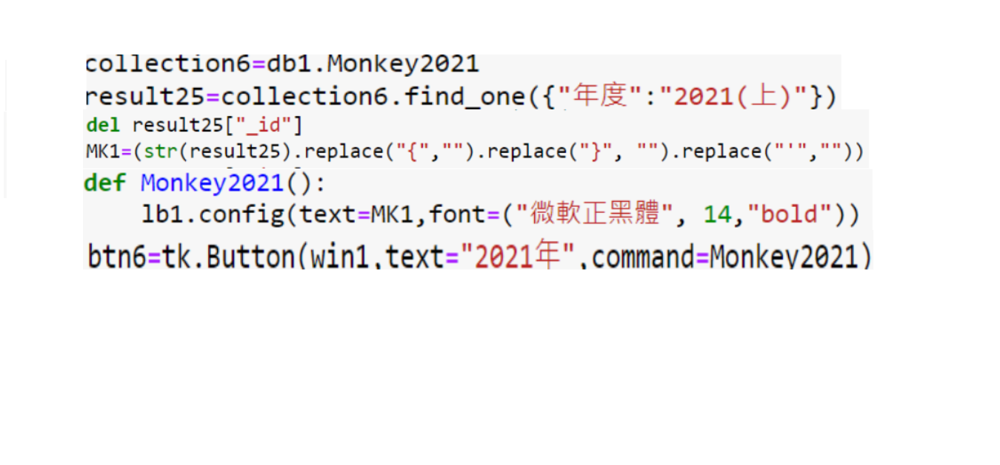 collection6=db1.Monkey2021
result25=collection6.find_one({"年度":"2021(上)"})
del result25["_id"]
MK1=(str(result25).replace("{","").replace("}", "").replace("'",""))
def Monkey2021():
    lb1.config(text=MK1,font=("微軟正黑體", 14,"bold"))
btn6=tk.Button(win1,text="2021年",command=Monkey2021)